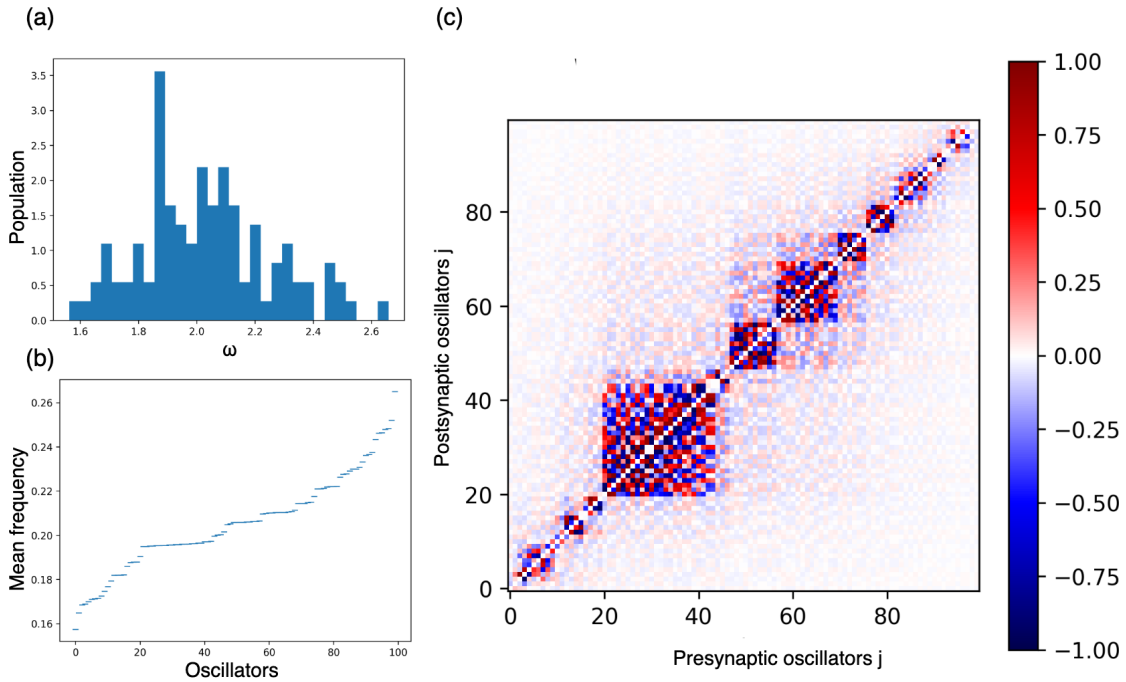 (a)
3.5
3.0
2.5
2.0
1.5
1.0
0.5
0.0
Population
1.6 1.8 2.0 2.2 2.4 2.6
ω
(b)
0.26
0.24
0.22
0.20
0.18
0.16
Mean frequency
0 20 40 60 80 100
Oscillators
(c)
Postsynaptic oscillators j
80
60
40
20
0
0 20 40 60 80
Presynaptic oscillators j
1.00
0.75
0.50
0.25
0.00
−0.25
−0.50
−0.75
−1.00